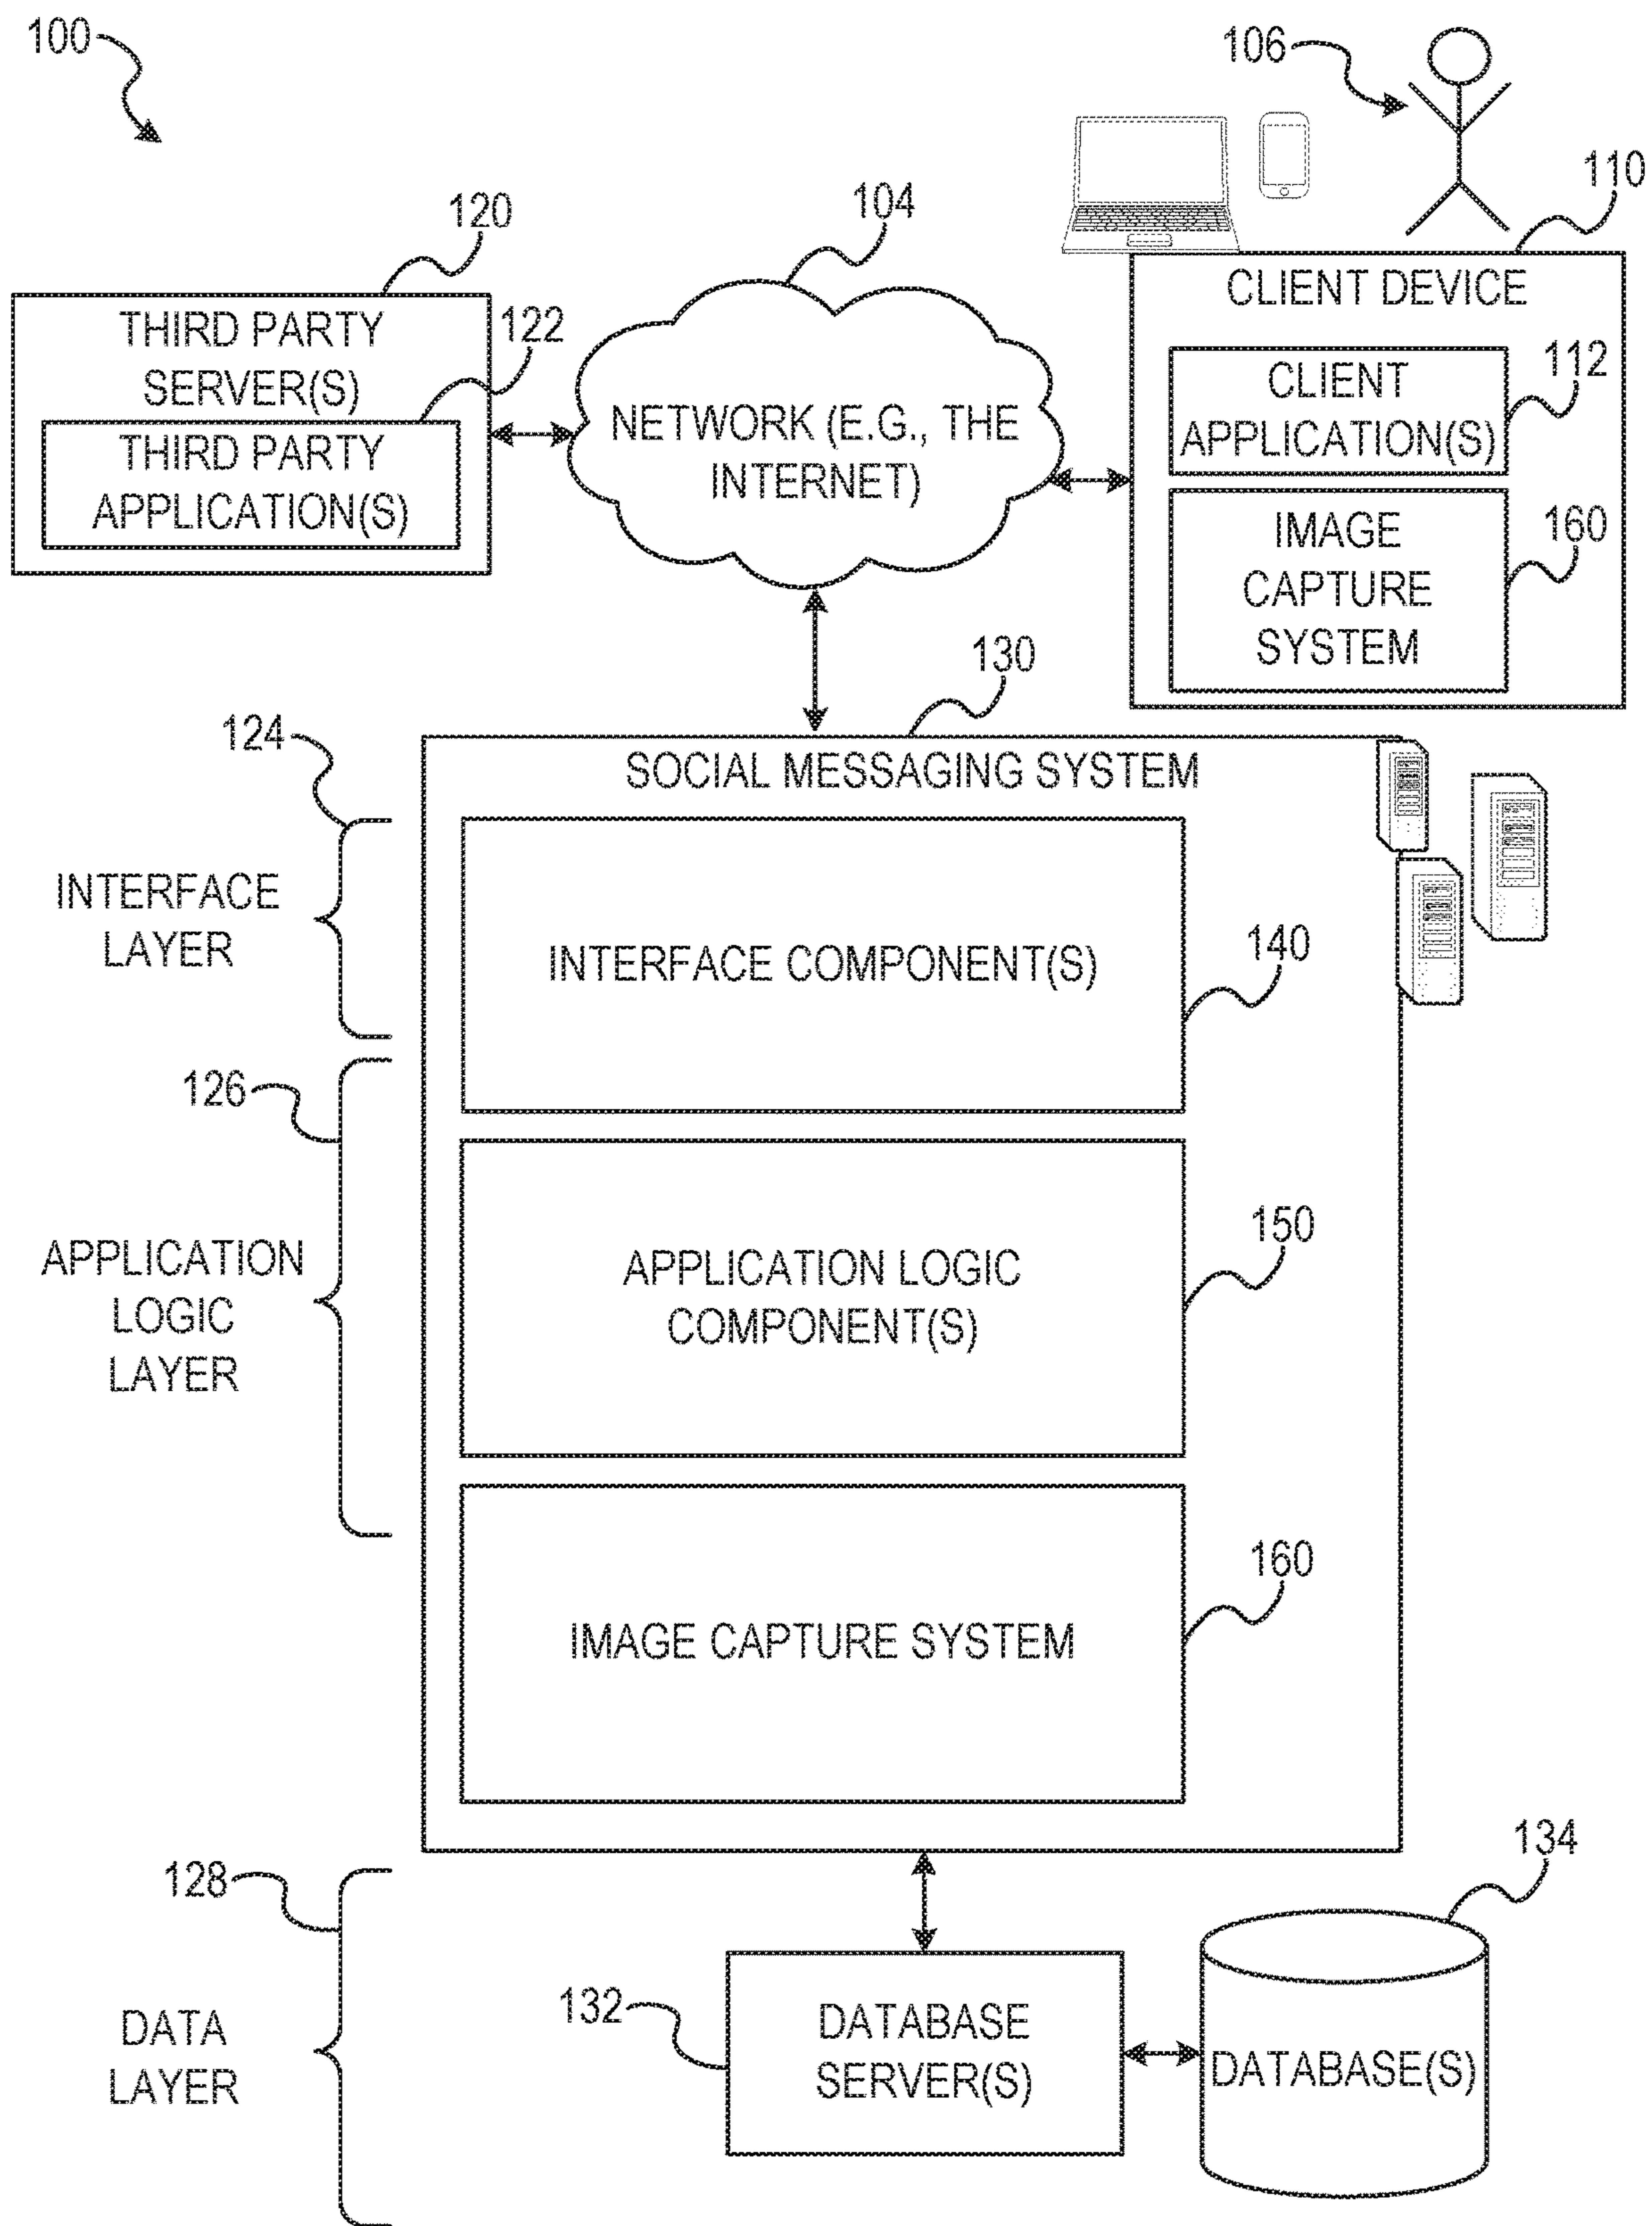 100
106
110
120
104
THIRD PARTY
SERVER(S)
122
THIRD PARTY
APPLICATION(S)
NETWORK (E.G., THE
INTERNET)
CLIENT DEVICE
CLIENT
APPLICATION(S)
112
IMAGE
CAPTURE
SYSTEM
160
130
124
SOCIAL MESSAGING SYSTEM
INTERFACE
LAYER
INTERFACE COMPONENT(S)
140
126
APPLICATION
LOGIC
LAYER
APPLICATION LOGIC
COMPONENT(S)
150
IMAGE CAPTURE SYSTEM
160
128
DATA
LAYER
132
DATABASE
SERVER(S)
134
DATABASE(S)